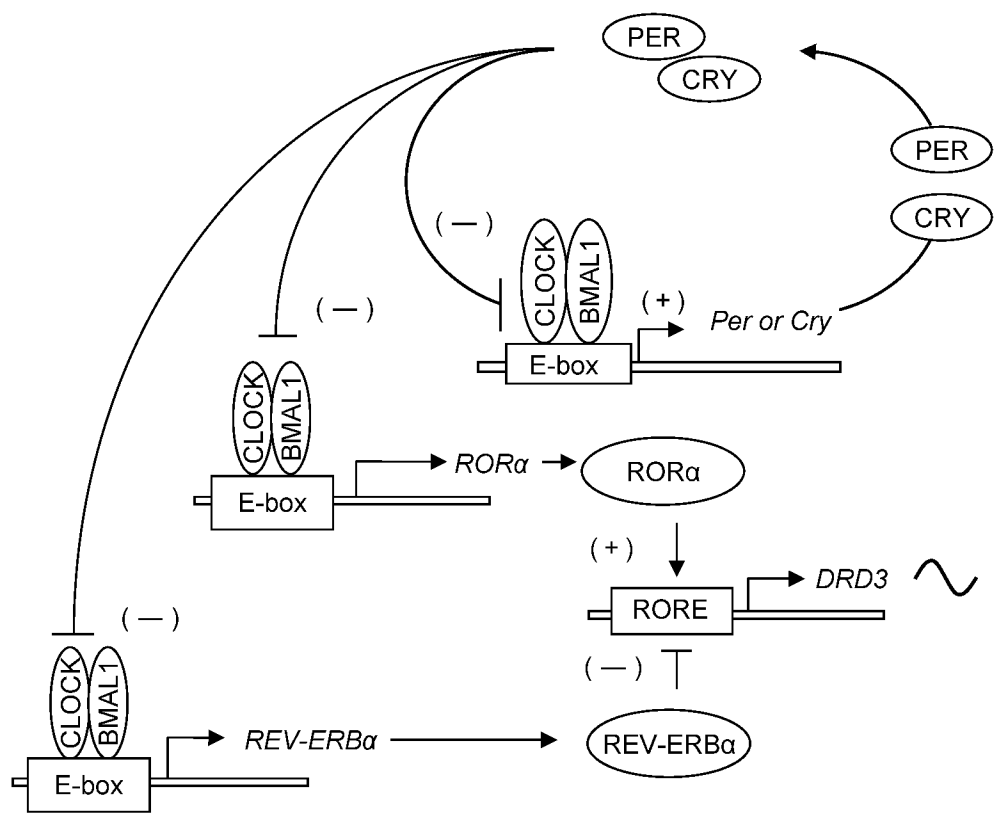 PER
CRY
PER
CRY
( — )
CLOCK
BMAL1
( + )
Per or Cry
E-box
( — )
CLOCK
BMAL1
RORα
RORα
E-box
( + )
DRD3
RORE
( — )
( — )
CLOCK
BMAL1
REV-ERBα
REV-ERBα
E-box